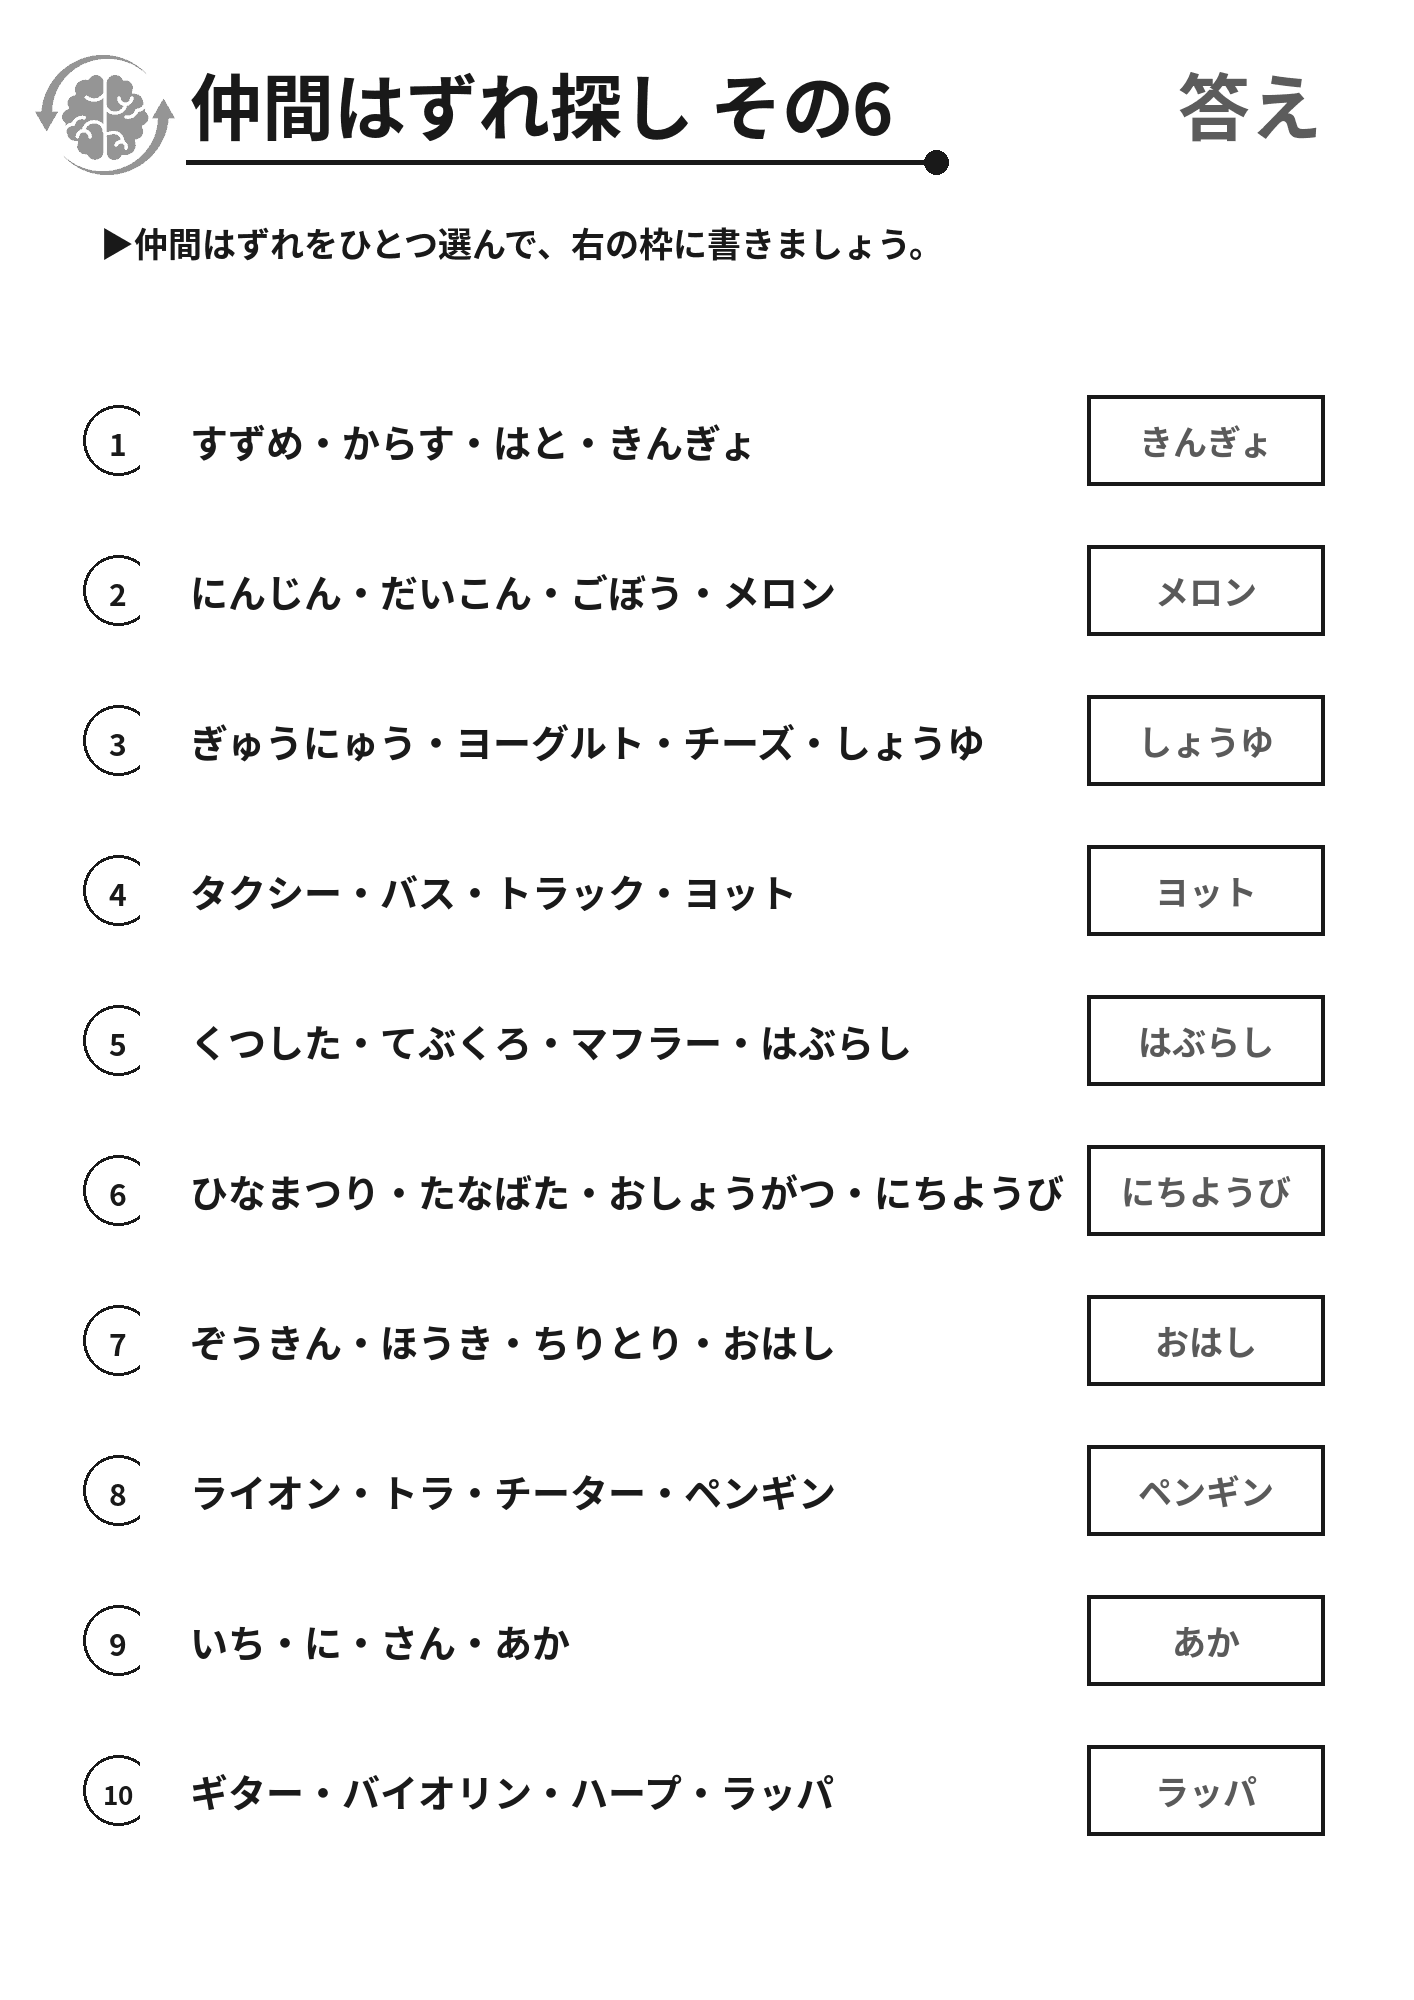 仲間はずれ探し その6
答え
▶仲間はずれをひとつ選んで、右の枠に書きましょう。
1 すずめ・からす・はと・きんぎょ きんぎょ
2 にんじん・だいこん・ごぼう・メロン メロン
3 ぎゅうにゅう・ヨーグルト・チーズ・しょうゆ しょうゆ
4 タクシー・バス・トラック・ヨット ヨット
5 くつした・てぶくろ・マフラー・はぶらし はぶらし
6 ひなまつり・たなばた・おしょうがつ・にちようび にちようび
7 ぞうきん・ほうき・ちりとり・おはし おはし
8 ライオン・トラ・チーター・ペンギン ペンギン
9 いち・に・さん・あか あか
10 ギター・バイオリン・ハープ・ラッパ ラッパ